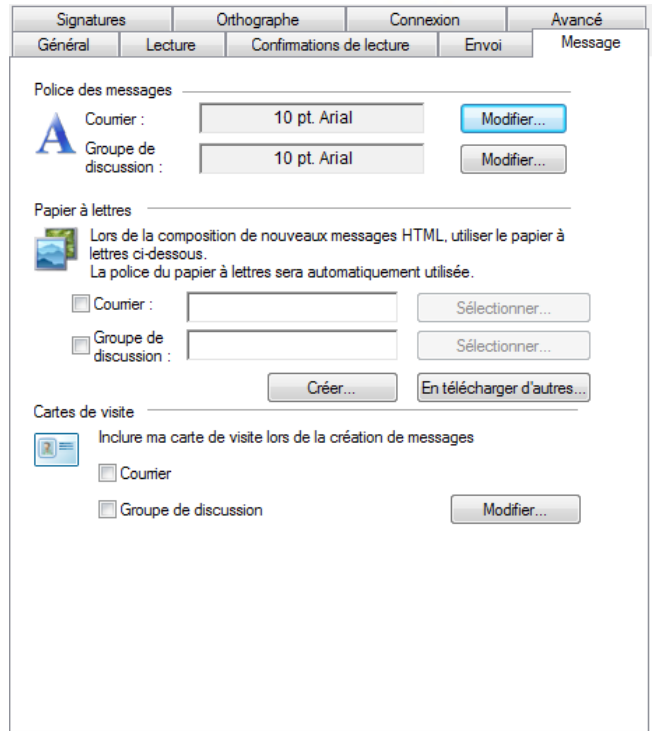 Signatures Orthographe Connexion Avancé
Général Lecture Confirmations de lecture Envoi Message
Police des messages
Courrier : 10 pt. Arial Modifier...
Groupe de
discussion : 10 pt. Arial Modifier...
Papier à lettres
Lors de la composition de nouveaux messages HTML, utiliser le papier à
lettres ci-dessous.
La police du papier à lettres sera automatiquement utilisée.
Courrier : Sélectionner...
Groupe de
discussion : Sélectionner...
Créer... En télécharger d'autres...
Cartes de visite
Inclure ma carte de visite lors de la création de messages
Courrier
Groupe de discussion Modifier...